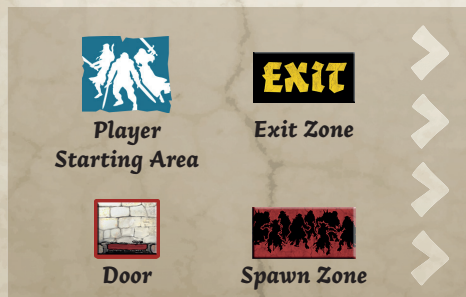 EXIT
Player
Starting Area
Exit Zone
Door
Spawn Zone